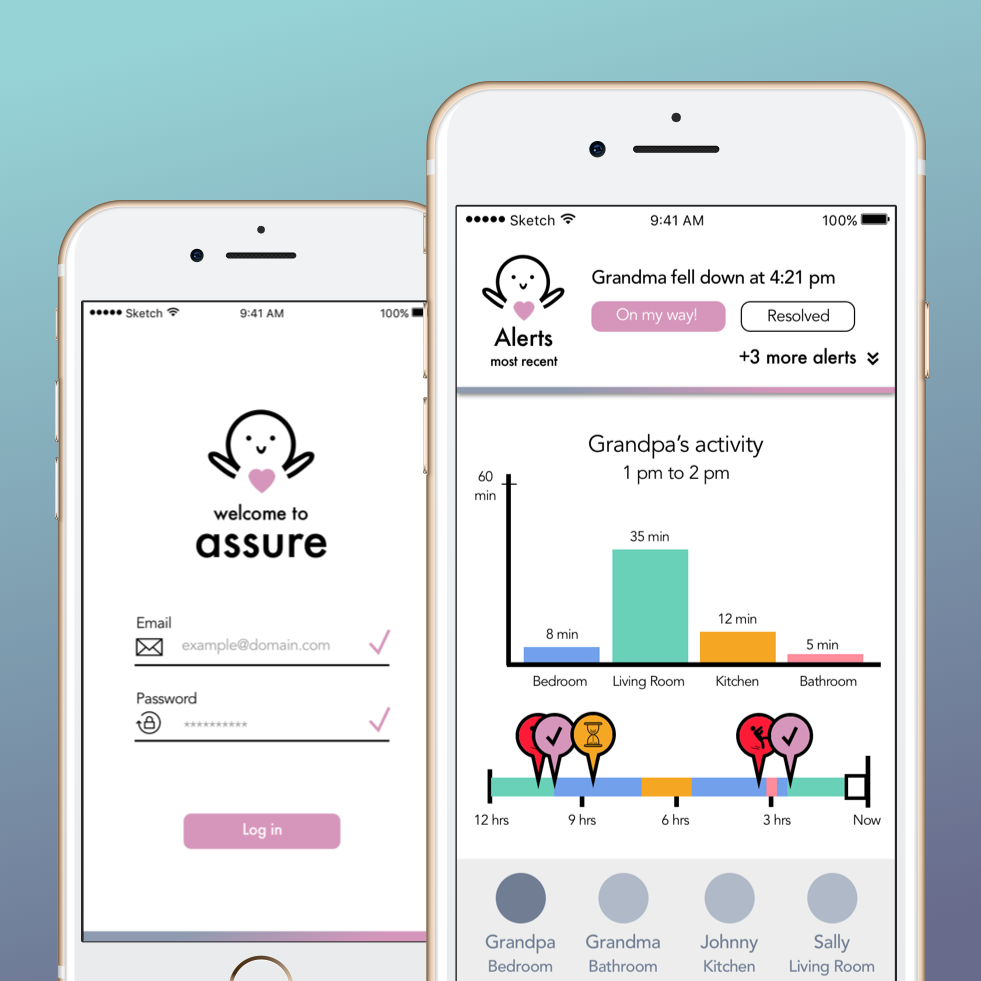 Sketch 9:41 AM 100%
welcome to
assure
Email
example@domain.com
Password
**********
Log in
Sketch 9:41 AM 100%
Grandma fell down at 4:21 pm
On my way! Resolved
Alerts
most recent
+3 more alerts
Grandpa's activity
1 pm to 2 pm
60
min
35 min
12 min
8 min
5 min
Bedroom Living Room Kitchen Bathroom
12 hrs 9 hrs 6 hrs 3 hrs Now
Grandpa Grandma Johnny Sally
Bedroom Bathroom Kitchen Living Room